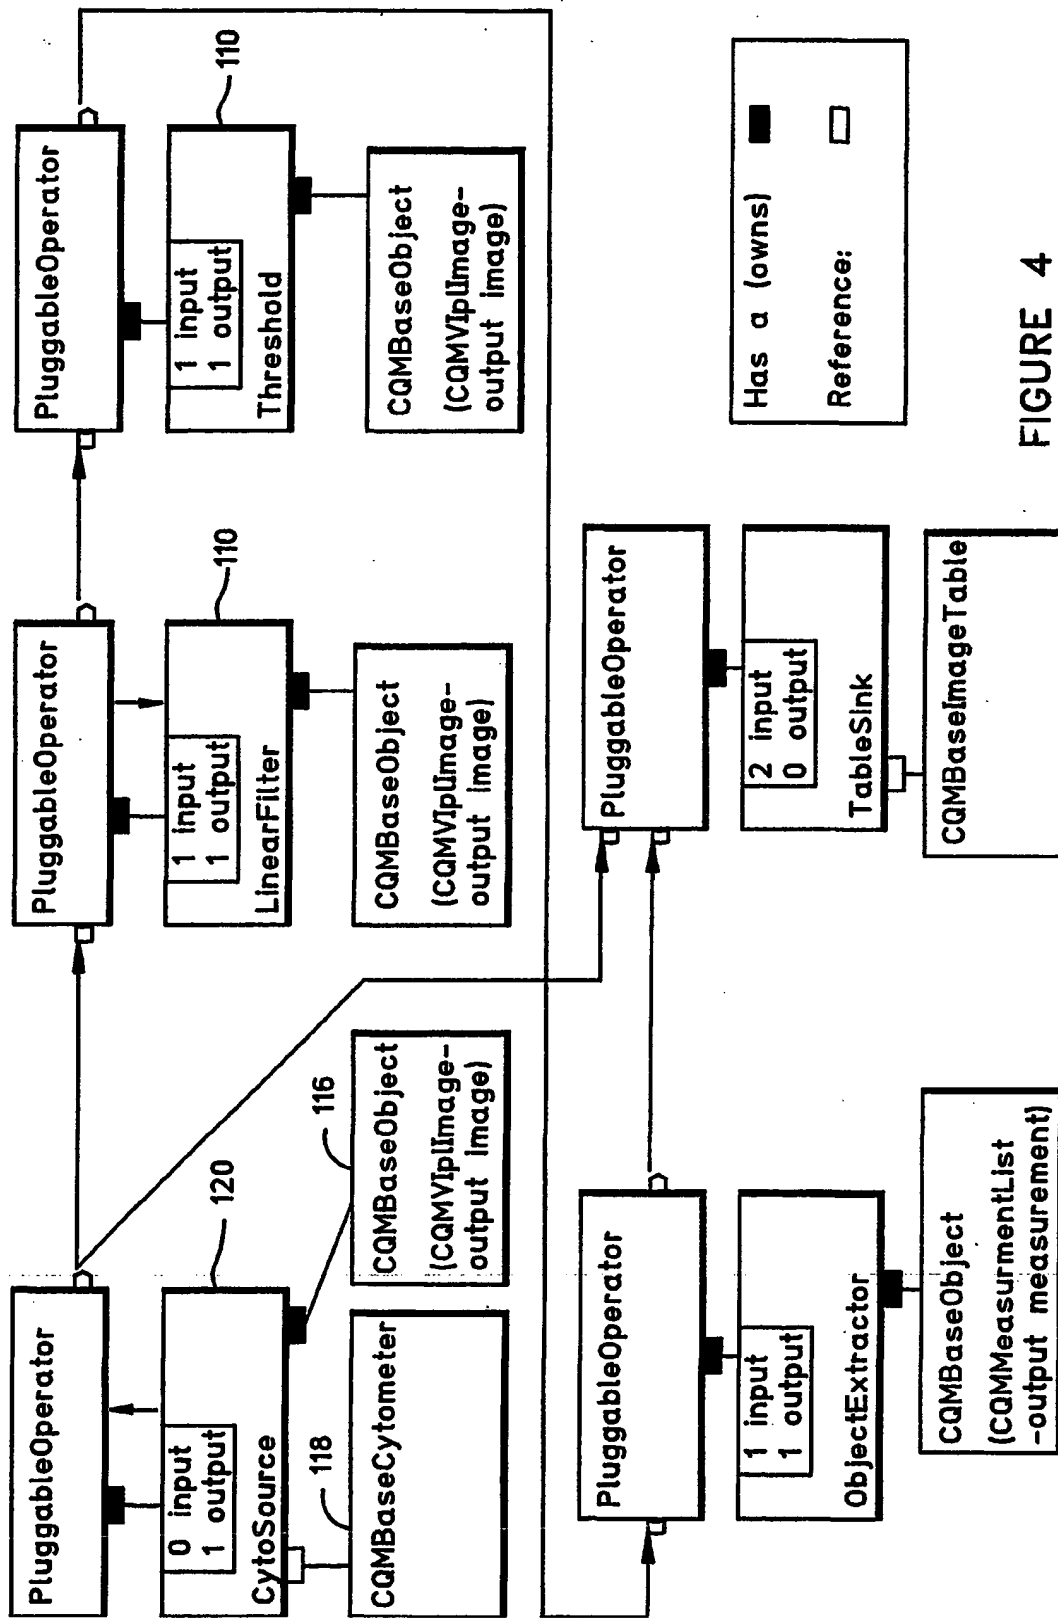 PluggableOperator
0 input
1 output
CytoSource
120
118
CQMBaseCytometer
116
CQMBaseObject
(CQMVIplImage-
output image)
PluggableOperator
1 input
1 output
LinearFilter
110
CQMBaseObject
(CQMVIplImage-
output image)
PluggableOperator
1 input
1 output
Threshold
110
CQMBaseObject
(CQMVIplImage-
output image)
PluggableOperator
1 input
1 output
ObjectExtractor
CQMBaseObject
(CQMMeasurmentList
-output measurement)
PluggableOperator
2 input
0 output
TableSink
CQMBaseImageTable
Has a (owns)
Reference:
FIGURE 4